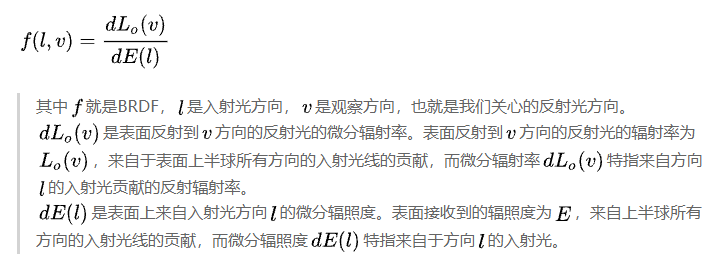 f(l, v) = dLₒ(v) / dE(l)
其中 f 就是BRDF， l 是入射光方向， v 是观察方向，也就是我们关心的反射光方向。
dLₒ(v) 是表面反射到 v 方向的反射光的微分辐射率。表面反射到 v 方向的反射光的辐射率为
Lₒ(v) ，来自于表面上半球所有方向的入射光线的贡献，而微分辐射率 dLₒ(v) 特指来自方向
l 的入射光贡献的反射辐射率。
dE(l) 是表面上来自入射光方向 l 的微分辐照度。表面接收到的辐照度为 E ，来自上半球所有
方向的入射光线的贡献，而微分辐照度 dE(l) 特指来自于方向 l 的入射光。